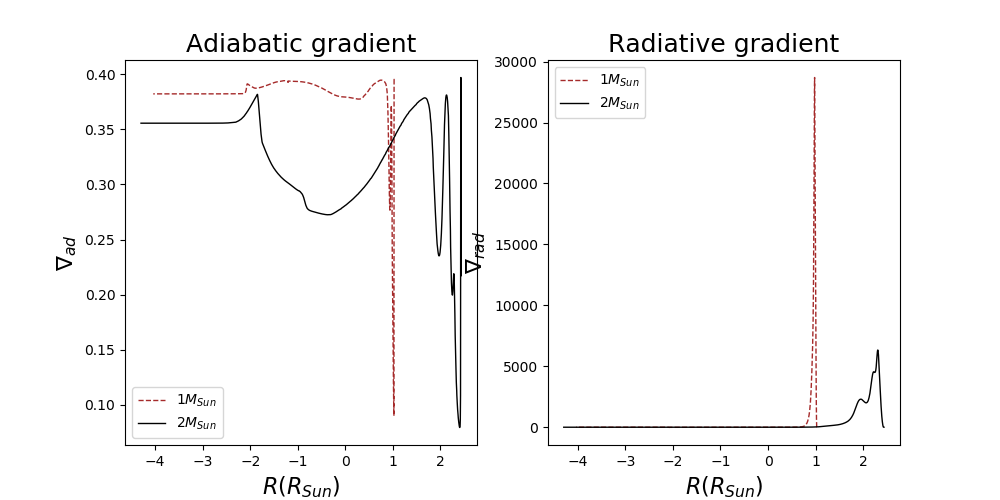 Adiabatic gradient
0.40
0.35
0.30
0.25
0.20
0.15
0.10
∇ad
1MSun
2MSun
−4 −3 −2 −1 0 1 2
R(RSun)
Radiative gradient
30000
25000
20000
15000
10000
5000
0
∇rad
1MSun
2MSun
−4 −3 −2 −1 0 1 2
R(RSun)